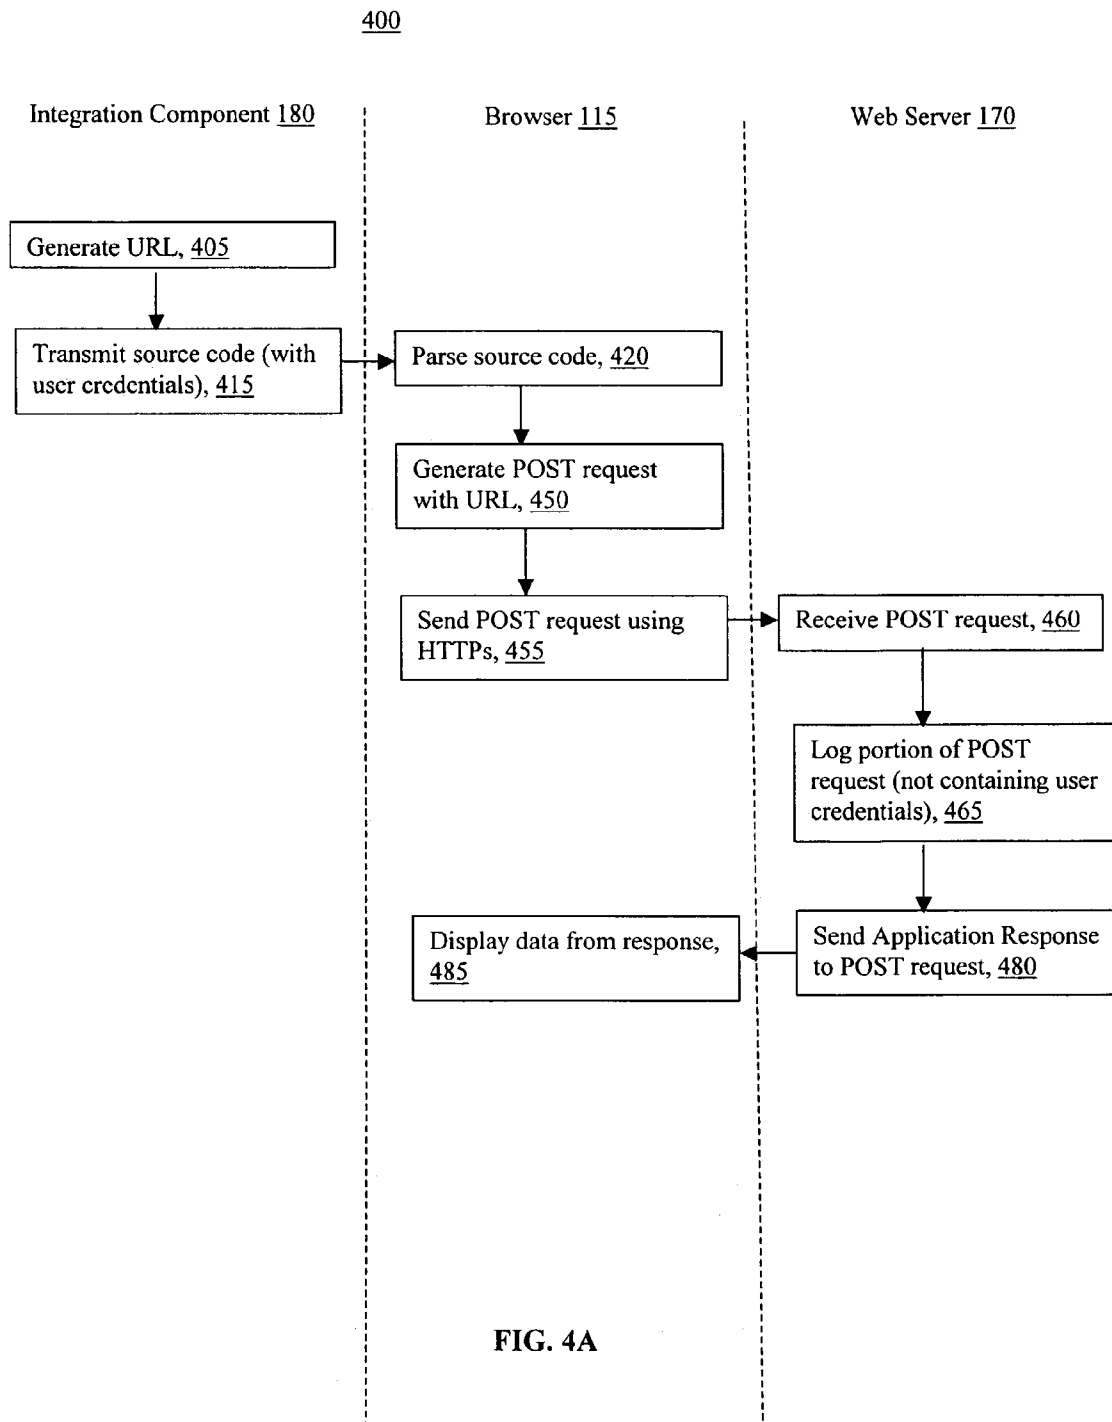 400
Integration Component 180
Browser 115
Web Server 170
Generate URL, 405
Transmit source code (with
user credentials), 415
Parse source code, 420
Generate POST request
with URL, 450
Send POST request using
HTTPs, 455
Receive POST request, 460
Log portion of POST
request (not containing user
credentials), 465
Send Application Response
to POST request, 480
Display data from response,
485
FIG. 4A